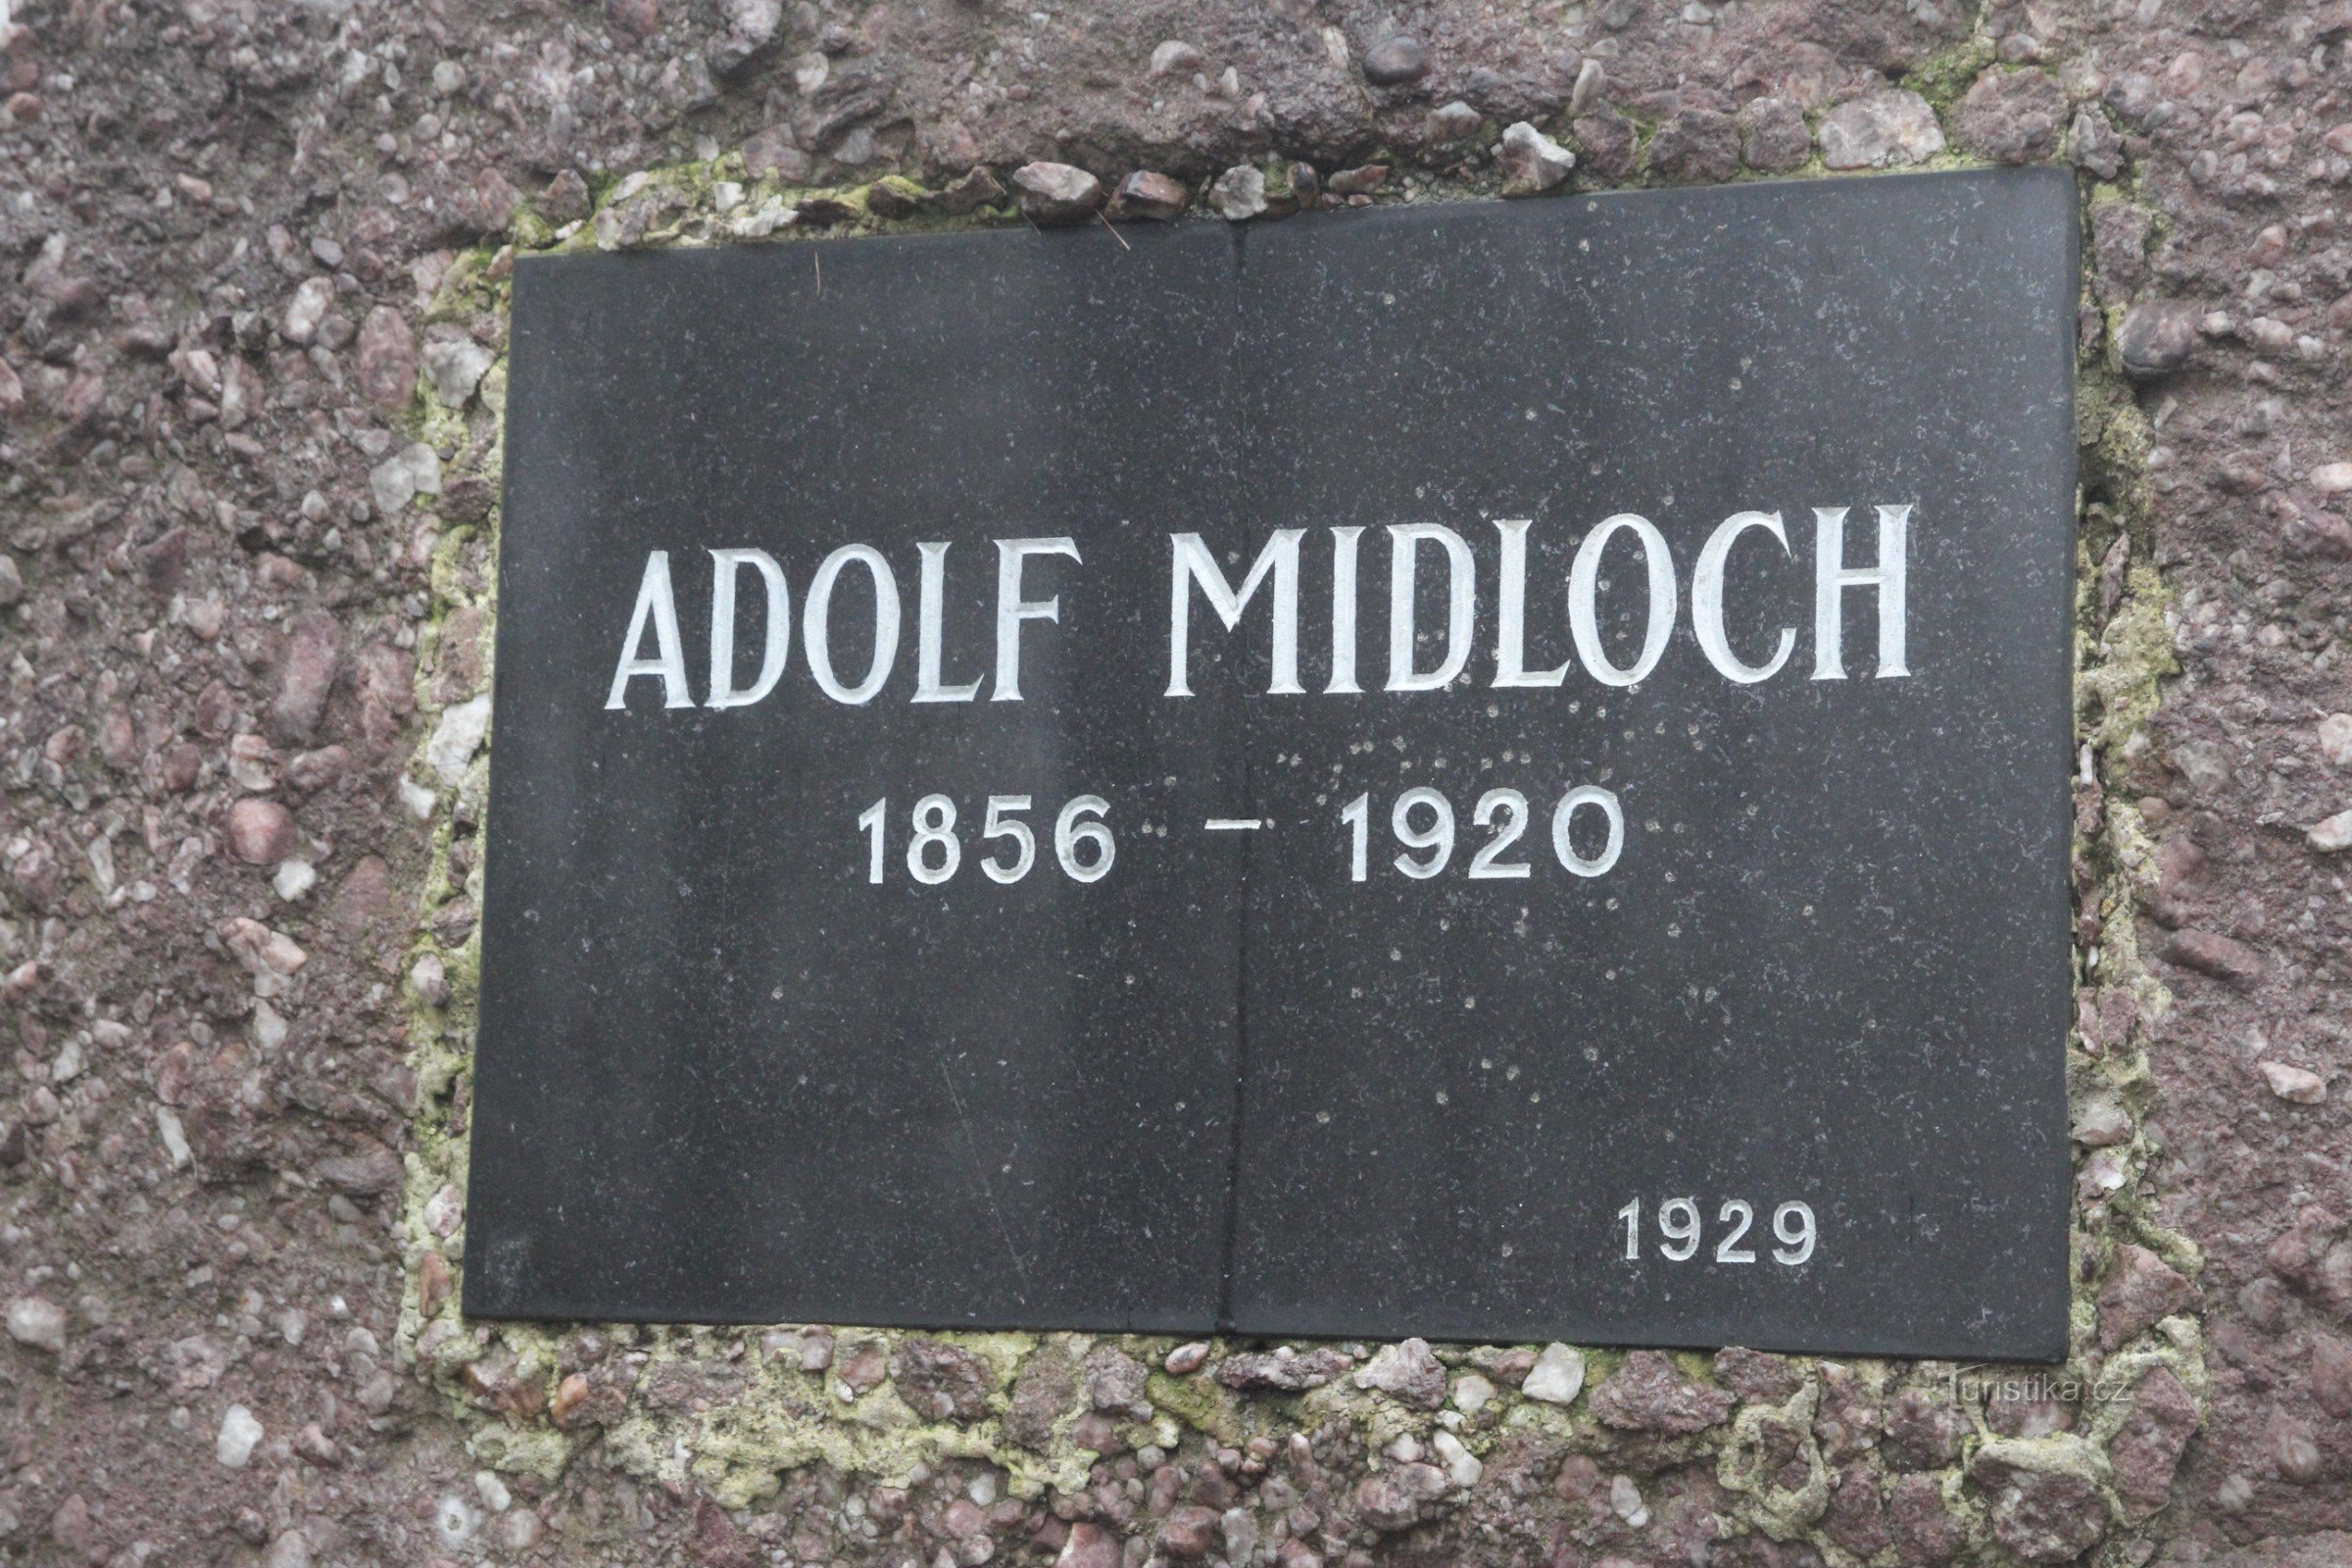 ADOLF MIDLOCH
1856 – 1920
1929
Turistika.cz